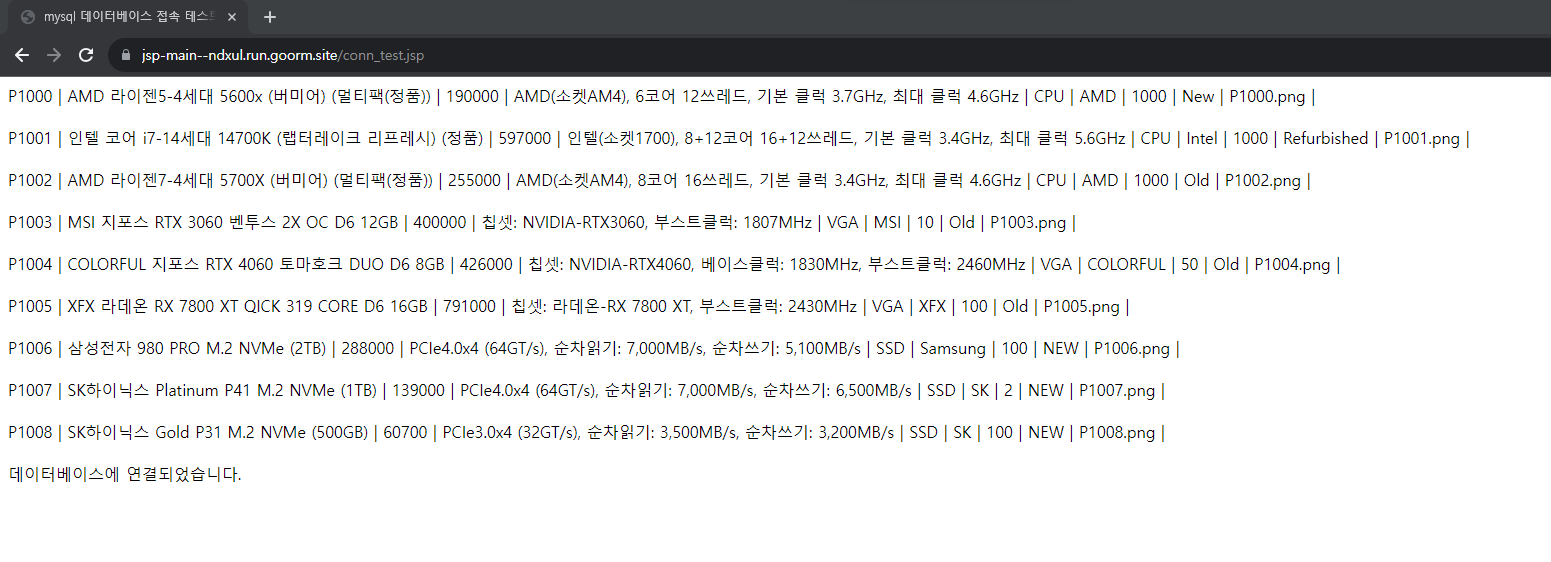 mysql 데이터베이스 접속 테스트
jsp-main--ndxul.run.goorm.site/conn_test.jsp
P1000 | AMD 라이젠5-4세대 5600x (버미어) (멀티팩(정품)) | 190000 | AMD(소켓AM4), 6코어 12쓰레드, 기본 클럭 3.7GHz, 최대 클럭 4.6GHz | CPU | AMD | 1000 | New | P1000.png |
P1001 | 인텔 코어 i7-14세대 14700K (랩터레이크 리프레시) (정품) | 597000 | 인텔(소켓1700), 8+12코어 16+12쓰레드, 기본 클럭 3.4GHz, 최대 클럭 5.6GHz | CPU | Intel | 1000 | Refurbished | P1001.png |
P1002 | AMD 라이젠7-4세대 5700X (버미어) (멀티팩(정품)) | 255000 | AMD(소켓AM4), 8코어 16쓰레드, 기본 클럭 3.4GHz, 최대 클럭 4.6GHz | CPU | AMD | 1000 | Old | P1002.png |
P1003 | MSI 지포스 RTX 3060 벤투스 2X OC D6 12GB | 400000 | 칩셋: NVIDIA-RTX3060, 부스트클럭: 1807MHz | VGA | MSI | 10 | Old | P1003.png |
P1004 | COLORFUL 지포스 RTX 4060 토마호크 DUO D6 8GB | 426000 | 칩셋: NVIDIA-RTX4060, 베이스클럭: 1830MHz, 부스트클럭: 2460MHz | VGA | COLORFUL | 50 | Old | P1004.png |
P1005 | XFX 라데온 RX 7800 XT QICK 319 CORE D6 16GB | 791000 | 칩셋: 라데온-RX 7800 XT, 부스트클럭: 2430MHz | VGA | XFX | 100 | Old | P1005.png |
P1006 | 삼성전자 980 PRO M.2 NVMe (2TB) | 288000 | PCIe4.0x4 (64GT/s), 순차읽기: 7,000MB/s, 순차쓰기: 5,100MB/s | SSD | Samsung | 100 | NEW | P1006.png |
P1007 | SK하이닉스 Platinum P41 M.2 NVMe (1TB) | 139000 | PCIe4.0x4 (64GT/s), 순차읽기: 7,000MB/s, 순차쓰기: 6,500MB/s | SSD | SK | 2 | NEW | P1007.png |
P1008 | SK하이닉스 Gold P31 M.2 NVMe (500GB) | 60700 | PCIe3.0x4 (32GT/s), 순차읽기: 3,500MB/s, 순차쓰기: 3,200MB/s | SSD | SK | 100 | NEW | P1008.png |
데이터베이스에 연결되었습니다.